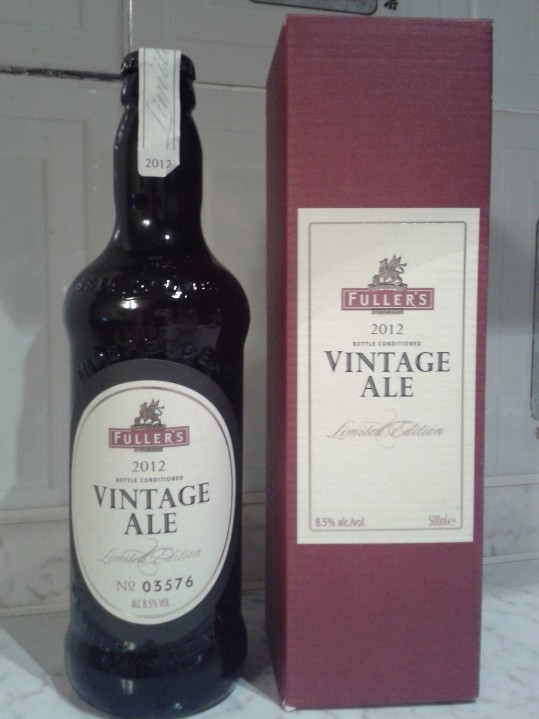 2012
FULLER'S
2012
BOTTLE CONDITIONED
VINTAGE
ALE
Limited Edition
No 03576
ALC 8.5% VOL
FULLER'S
2012
BOTTLE CONDITIONED
VINTAGE
ALE
Limited Edition
8.5% alc/vol. 500ml e